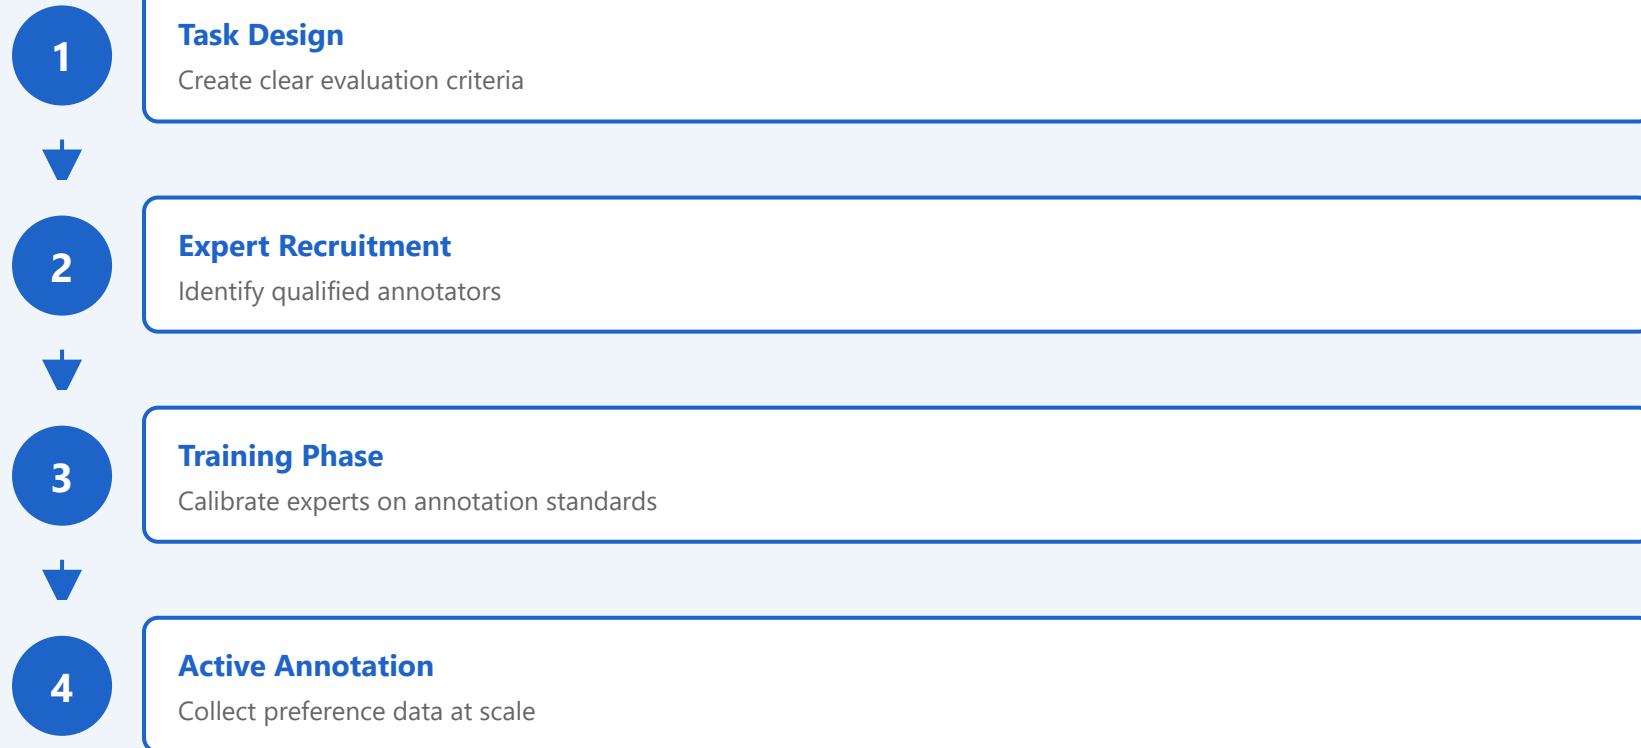 1
Task Design
Create clear evaluation criteria
2
Expert Recruitment
Identify qualified annotators
3
Training Phase
Calibrate experts on annotation standards
4
Active Annotation
Collect preference data at scale